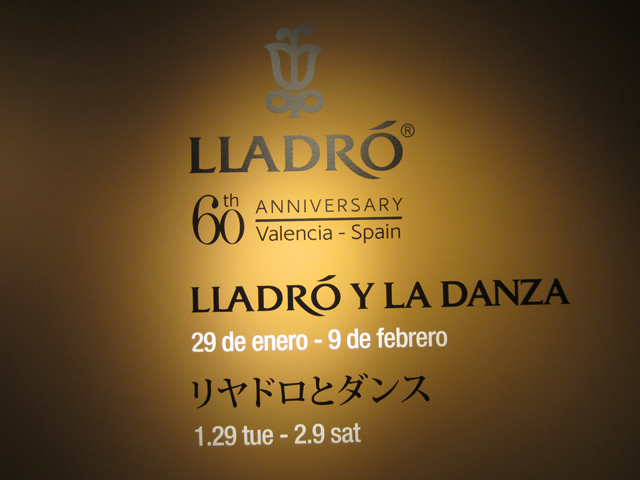 LLADRÓ®
60th ANNIVERSARY
Valencia - Spain
LLADRÓ Y LA DANZA
29 de enero - 9 de febrero
リヤドロとダンス
1.29 tue - 2.9 sat